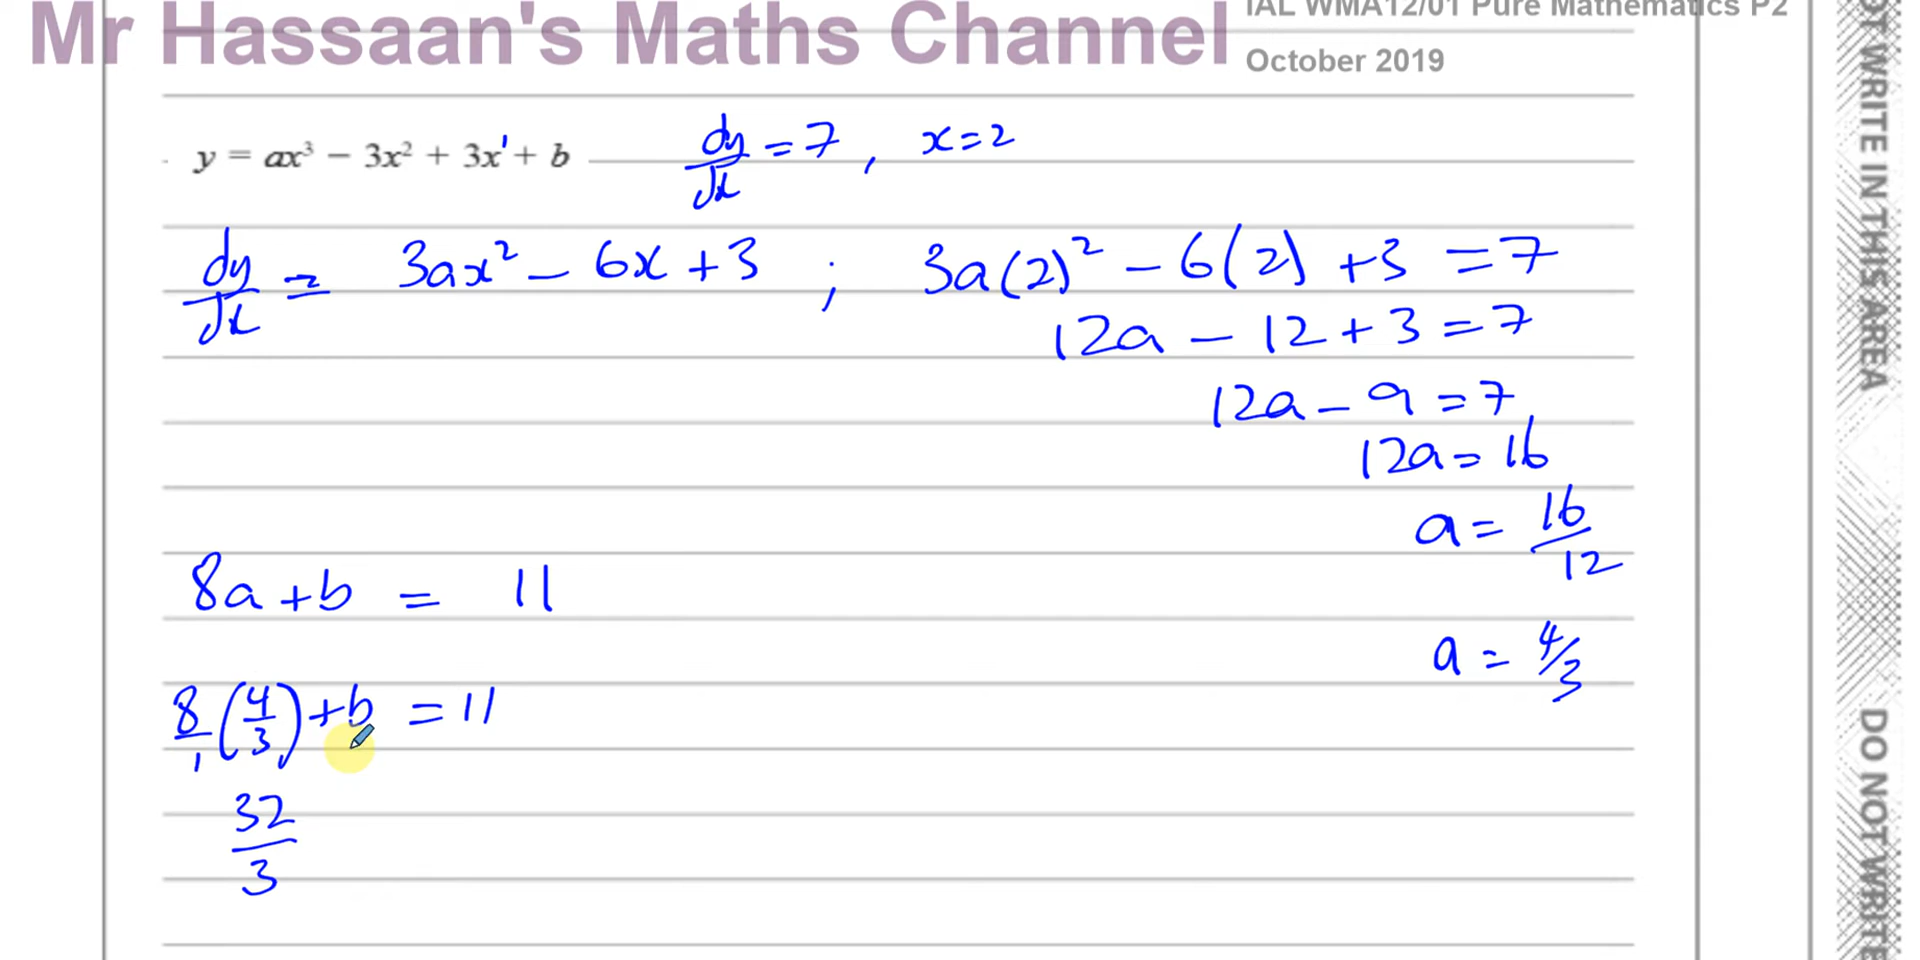 Mr Hassaan's Maths Channel
IAL WMA12/01 Pure Mathematics P2
October 2019
y = ax³ − 3x² + 3x' + b
dy/dx = 7 , x = 2
dy/dx = 3ax² − 6x + 3 ; 3a(2)² − 6(2) + 3 = 7
12a − 12 + 3 = 7
12a − 9 = 7
12a = 16
a = 16/12
8a + b = 11
a = 4/3
8/1 (4/3) + b = 11
32/3
OT WRITE IN THIS AREA
DO NOT WRITE